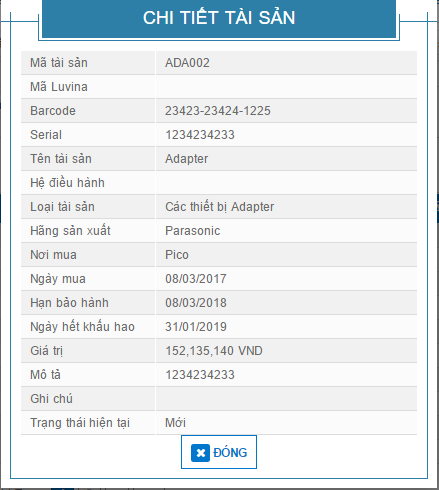 CHI TIẾT TÀI SẢN
Mã tài sản ADA002
Mã Luvina
Barcode 23423-23424-1225
Serial 1234234233
Tên tài sản Adapter
Hệ điều hành
Loại tài sản Các thiết bị Adapter
Hãng sản xuất Parasonic
Nơi mua Pico
Ngày mua 08/03/2017
Hạn bảo hành 08/03/2018
Ngày hết khấu hao 31/01/2019
Giá trị 152,135,140 VND
Mô tả 1234234233
Ghi chú
Trạng thái hiện tại Mới
ĐÓNG